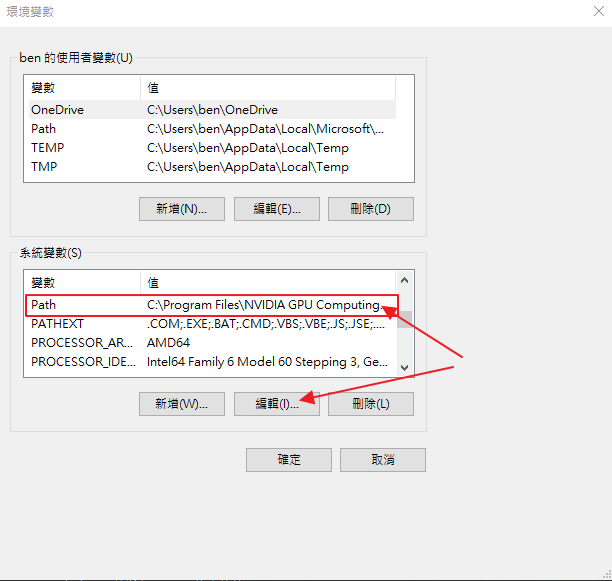 環境變數
ben 的使用者變數(U)
變數 值
OneDrive C:\Users\ben\OneDrive
Path C:\Users\ben\AppData\Local\Microsoft\...
TEMP C:\Users\ben\AppData\Local\Temp
TMP C:\Users\ben\AppData\Local\Temp
新增(N)... 編輯(E)... 刪除(D)
系統變數(S)
變數 值
Path C:\Program Files\NVIDIA GPU Computing...
PATHEXT .COM;.EXE;.BAT;.CMD;.VBS;.VBE;.JS;.JSE;....
PROCESSOR_AR... AMD64
PROCESSOR_IDE... Intel64 Family 6 Model 60 Stepping 3, Ge...
新增(W)... 編輯(I)... 刪除(L)
確定 取消